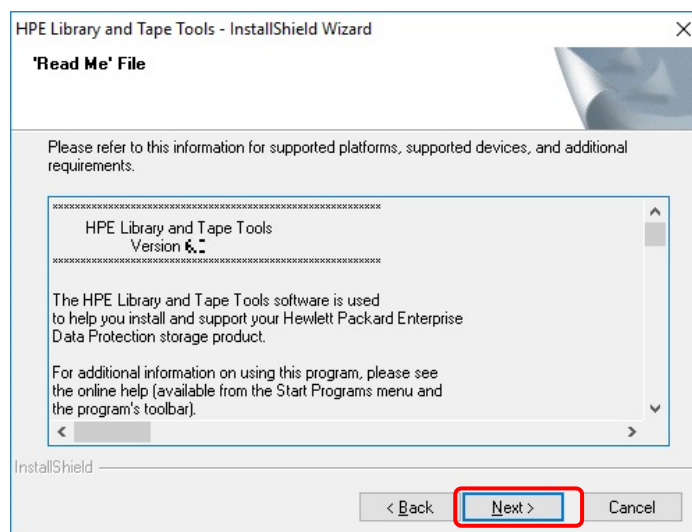 HPE Library and Tape Tools - InstallShield Wizard
'Read Me' File
Please refer to this information for supported platforms, supported devices, and additional
requirements.
************************************************************
HPE Library and Tape Tools
Version
************************************************************
The HPE Library and Tape Tools software is used
to help you install and support your Hewlett Packard Enterprise
Data Protection storage product.
For additional information on using this program, please see
the online help (available from the Start Programs menu and
the program's toolbar).
InstallShield
< Back
Next >
Cancel